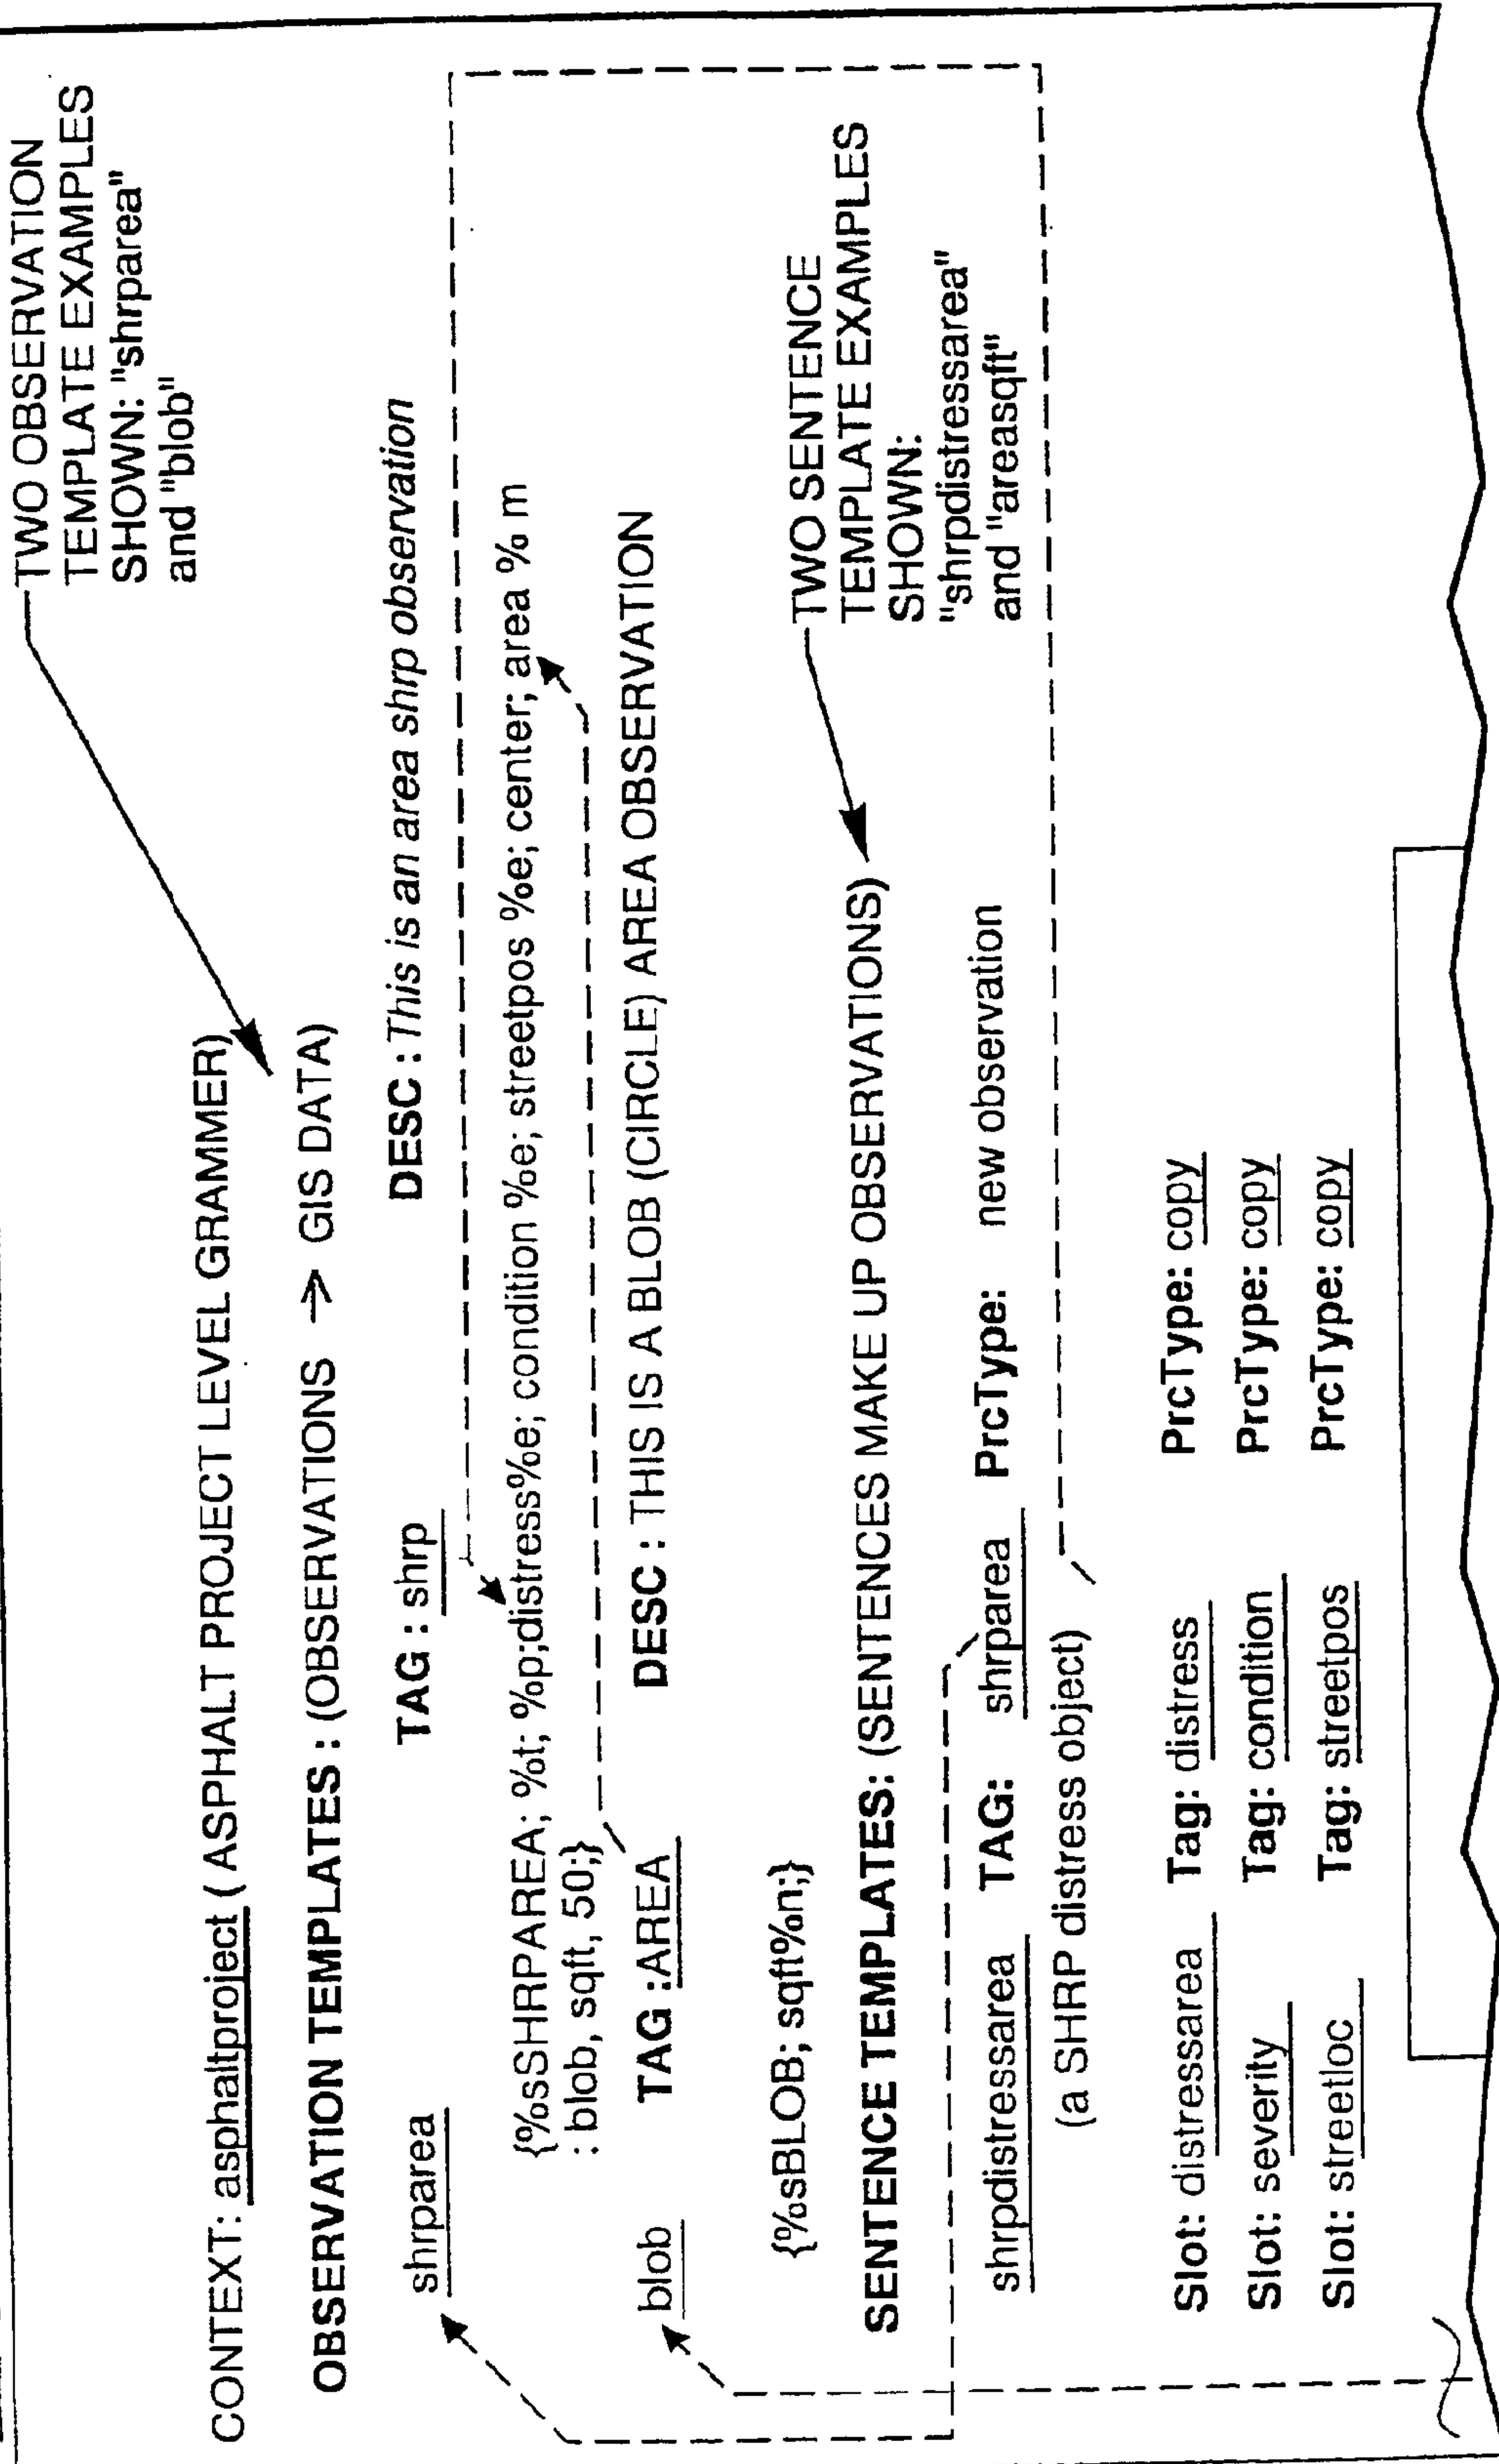 TWO OBSERVATION
TEMPLATE EXAMPLES
SHOWN: "shrparea"
and "blob"
CONTEXT: asphaltproject ( ASPHALT PROJECT LEVEL GRAMMER)
OBSERVATION TEMPLATES : (OBSERVATIONS -> GIS DATA)
shrparea TAG : shrp DESC : This is an area shrp observation
{%sSHRPAREA; %t; %p;distress%e; condition %e; streetpos %e; center; area % m
: blob, sqft, 50;}
blob TAG :AREA DESC : THIS IS A BLOB (CIRCLE) AREA OBSERVATION
{%sBLOB; sqft%n;}
TWO SENTENCE
TEMPLATE EXAMPLES
SHOWN:
"shrpdistressarea"
and "areasqft"
SENTENCE TEMPLATES: (SENTENCES MAKE UP OBSERVATIONS)
shrpdistressarea TAG: shrparea PrcType: new observation
(a SHRP distress object)
Slot: distressarea Tag: distress PrcType: copy
Slot: severity Tag: condition PrcType: copy
Slot: streetloc Tag: streetpos PrcType: copy